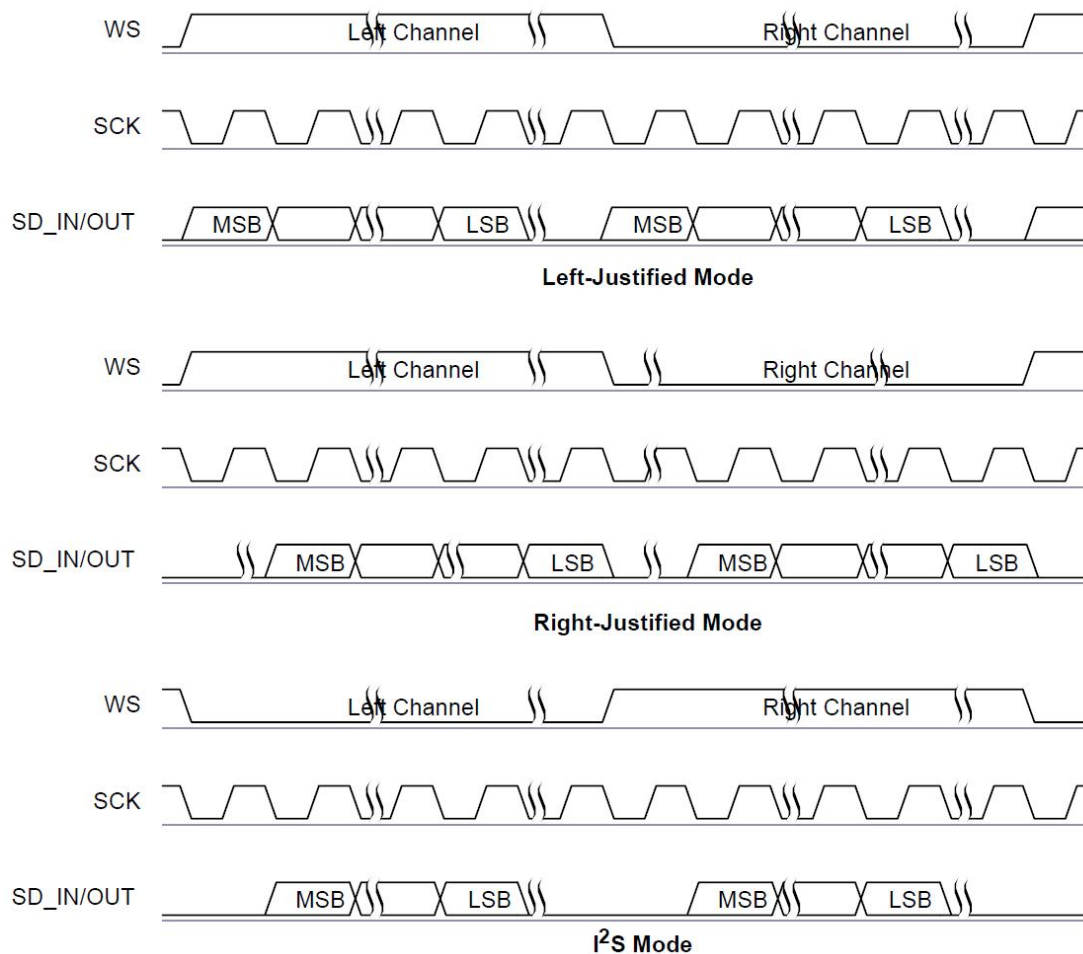 WS Left Channel Right Channel
SCK
SD_IN/OUT MSB LSB MSB LSB
Left-Justified Mode
WS Left Channel Right Channel
SCK
SD_IN/OUT MSB LSB MSB LSB
Right-Justified Mode
WS Left Channel Right Channel
SCK
SD_IN/OUT MSB LSB MSB LSB
I²S Mode